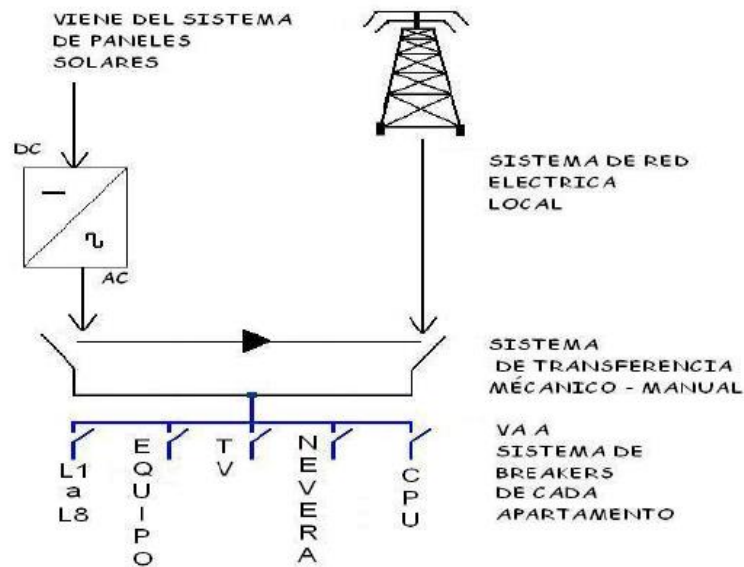 VIENE DEL SISTEMA
DE PANELES
SOLARES
DC
AC
SISTEMA DE RED
ELECTRICA
LOCAL
SISTEMA
DE TRANSFERENCIA
MÉCANICO - MANUAL
L1
a
L8
EQUIPO
TV
NEVERA
CPU
VA A
SISTEMA DE
BREAKERS
DE CADA
APARTAMENTO